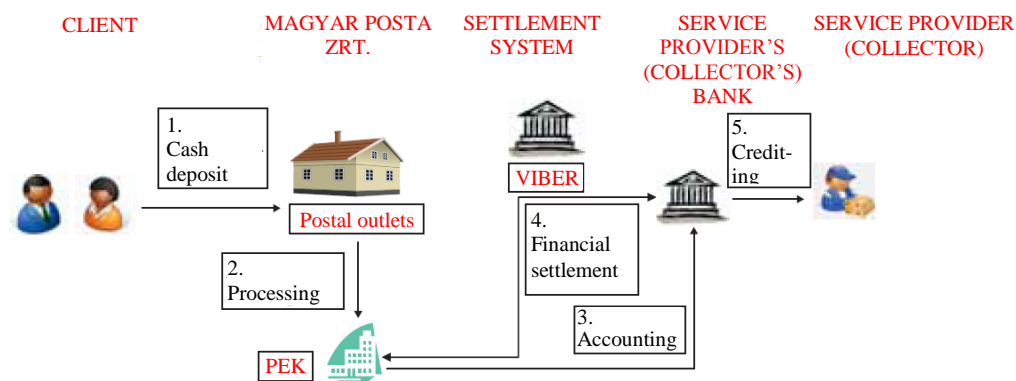 CLIENT
MAGYAR POSTA
ZRT.
SETTLEMENT
SYSTEM
SERVICE
PROVIDER'S
(COLLECTOR'S)
BANK
SERVICE PROVIDER
(COLLECTOR)
1.
Cash
deposit
5.
Credit-
ing
VIBER
Postal outlets
4.
Financial
settlement
2.
Processing
3.
Accounting
PEK